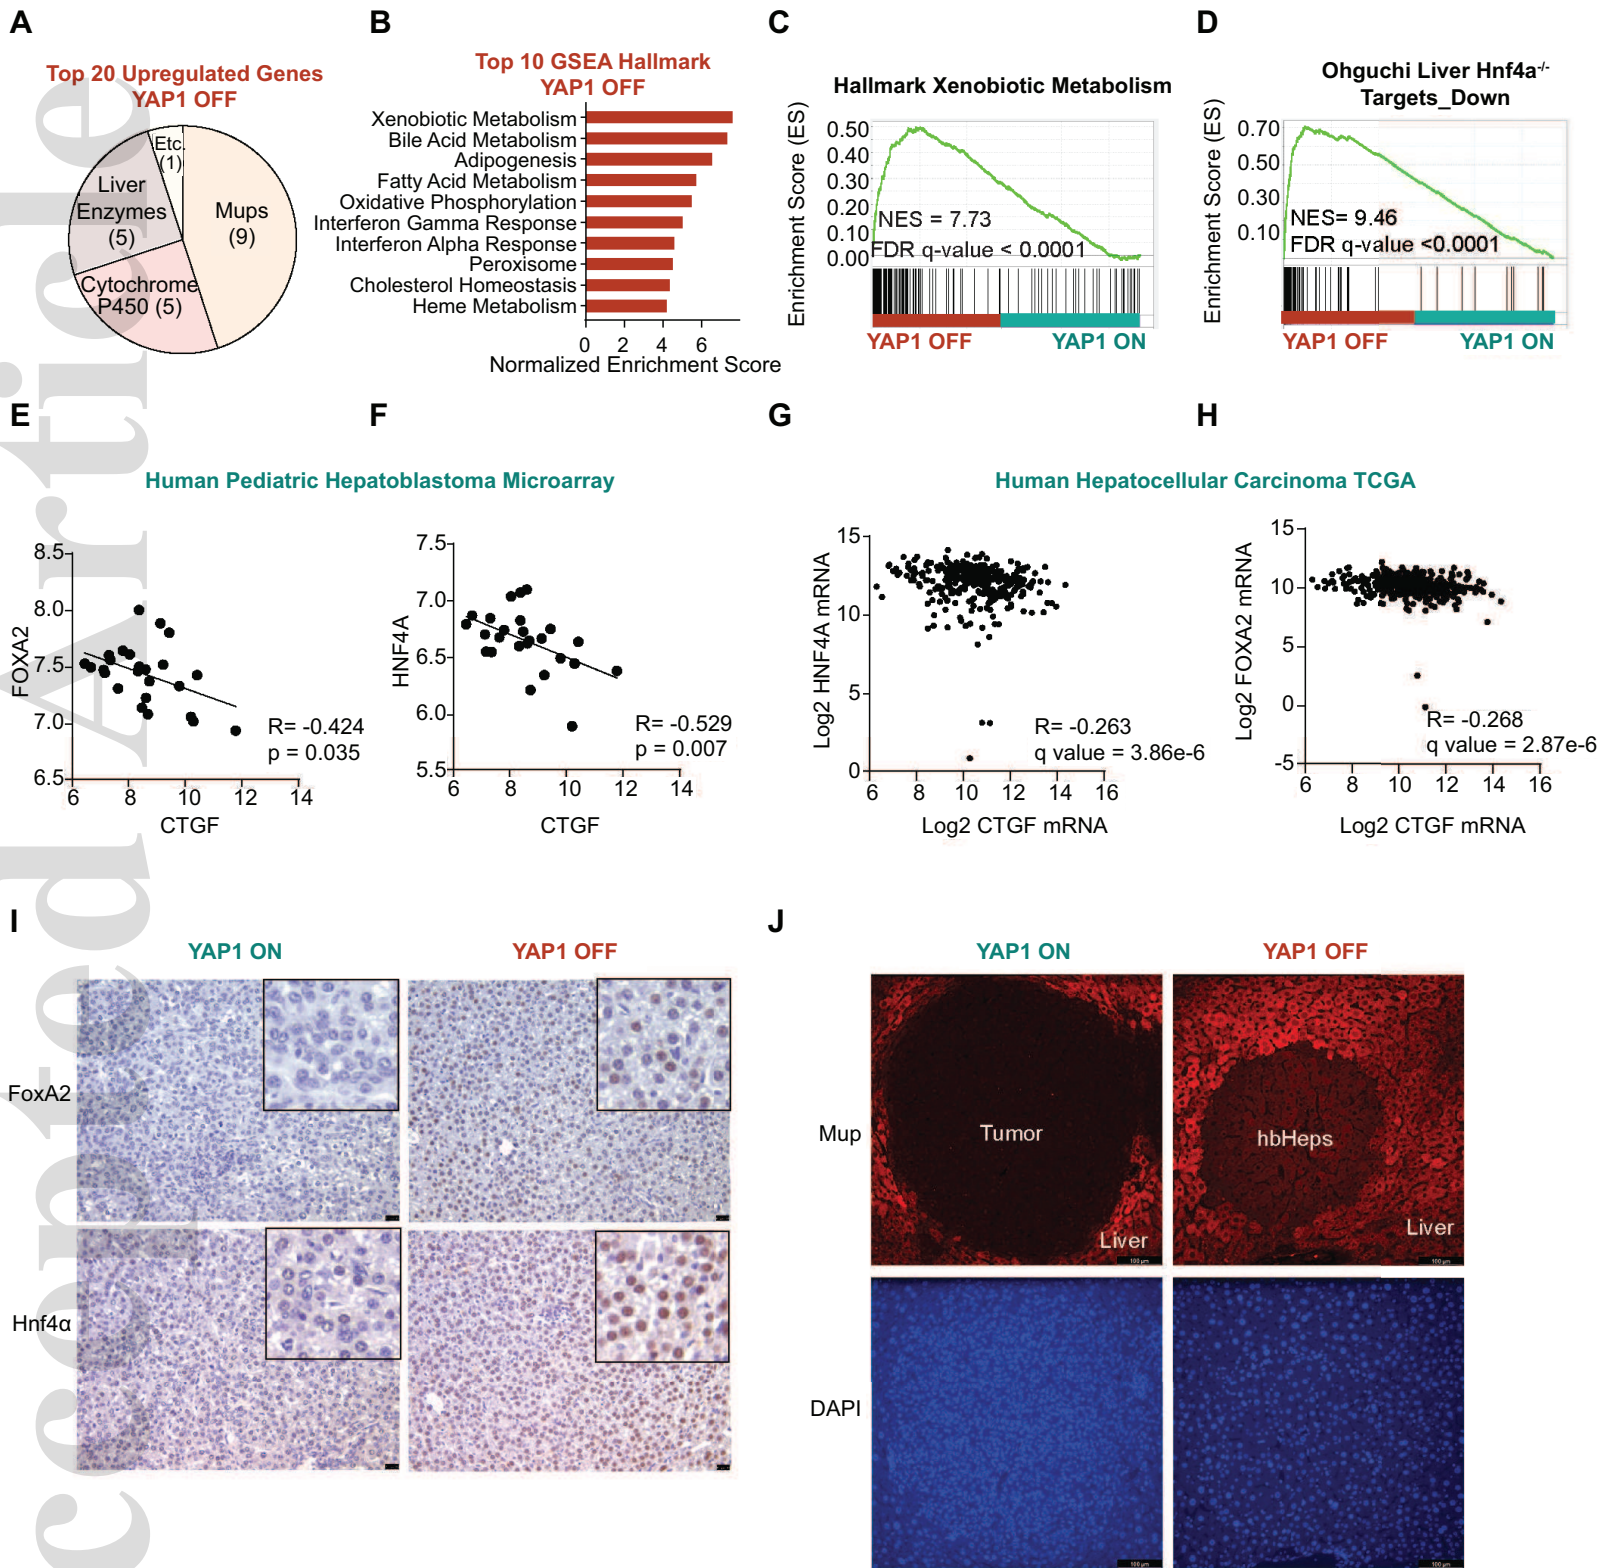 A
Top 20 Upregulated Genes
YAP1 OFF
Etc.
(1)
Liver
Enzymes
(5)
Mups
(9)
Cytochrome
P450 (5)
B
Top 10 GSEA Hallmark
YAP1 OFF
Xenobiotic Metabolism
Bile Acid Metabolism
Adipogenesis
Fatty Acid Metabolism
Oxidative Phosphorylation
Interferon Gamma Response
Interferon Alpha Response
Peroxisome
Cholesterol Homeostasis
Heme Metabolism
0 2 4 6
Normalized Enrichment Score
C
Hallmark Xenobiotic Metabolism
Enrichment Score (ES)
0.50
0.40
0.30
0.20
0.10
0.00
NES = 7.73
FDR q-value < 0.0001
YAP1 OFF YAP1 ON
D
Ohguchi Liver Hnf4a-/-
Targets_Down
Enrichment Score (ES)
0.70
0.50
0.30
0.10
NES= 9.46
FDR q-value <0.0001
YAP1 OFF YAP1 ON
E
F
Human Pediatric Hepatoblastoma Microarray
FOXA2
8.5
8.0
7.5
7.0
6.5
R= -0.424
p = 0.035
6 8 10 12 14
CTGF
HNF4A
7.5
7.0
6.5
6.0
5.5
R= -0.529
p = 0.007
6 8 10 12 14
CTGF
G
H
Human Hepatocellular Carcinoma TCGA
Log2 HNF4A mRNA
15
10
5
0
R= -0.263
q value = 3.86e-6
6 8 10 12 14 16
Log2 CTGF mRNA
Log2 FOXA2 mRNA
15
10
5
0
-5
R= -0.268
q value = 2.87e-6
6 8 10 12 14 16
Log2 CTGF mRNA
I
YAP1 ON YAP1 OFF
FoxA2
Hnf4α
J
YAP1 ON YAP1 OFF
Mup
Tumor
Liver
hbHeps
Liver
100 µm
100 µm
DAPI
100 µm
100 µm
cepted Article